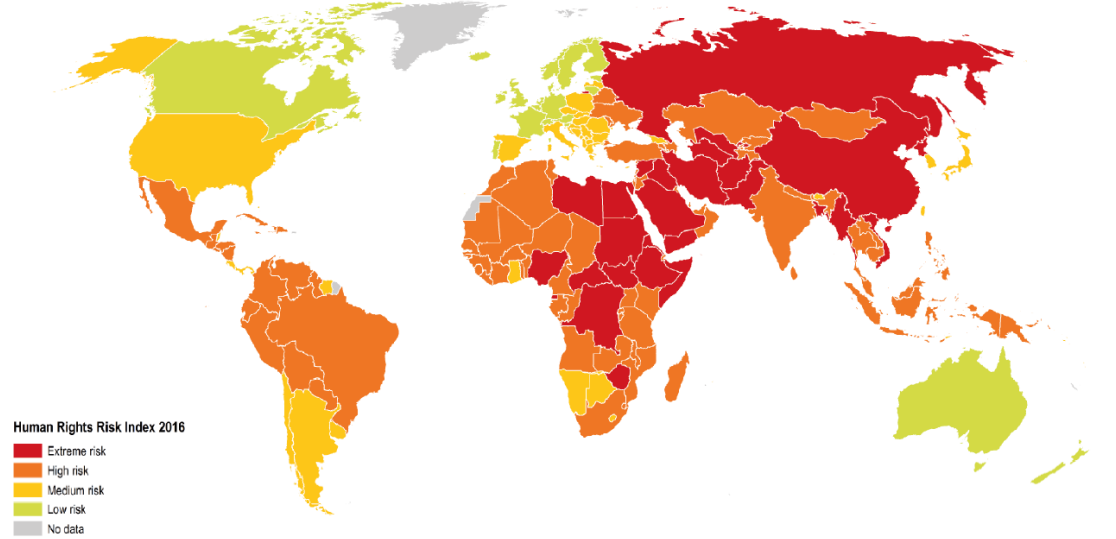 Human Rights Risk Index 2016
Extreme risk
High risk
Medium risk
Low risk
No data